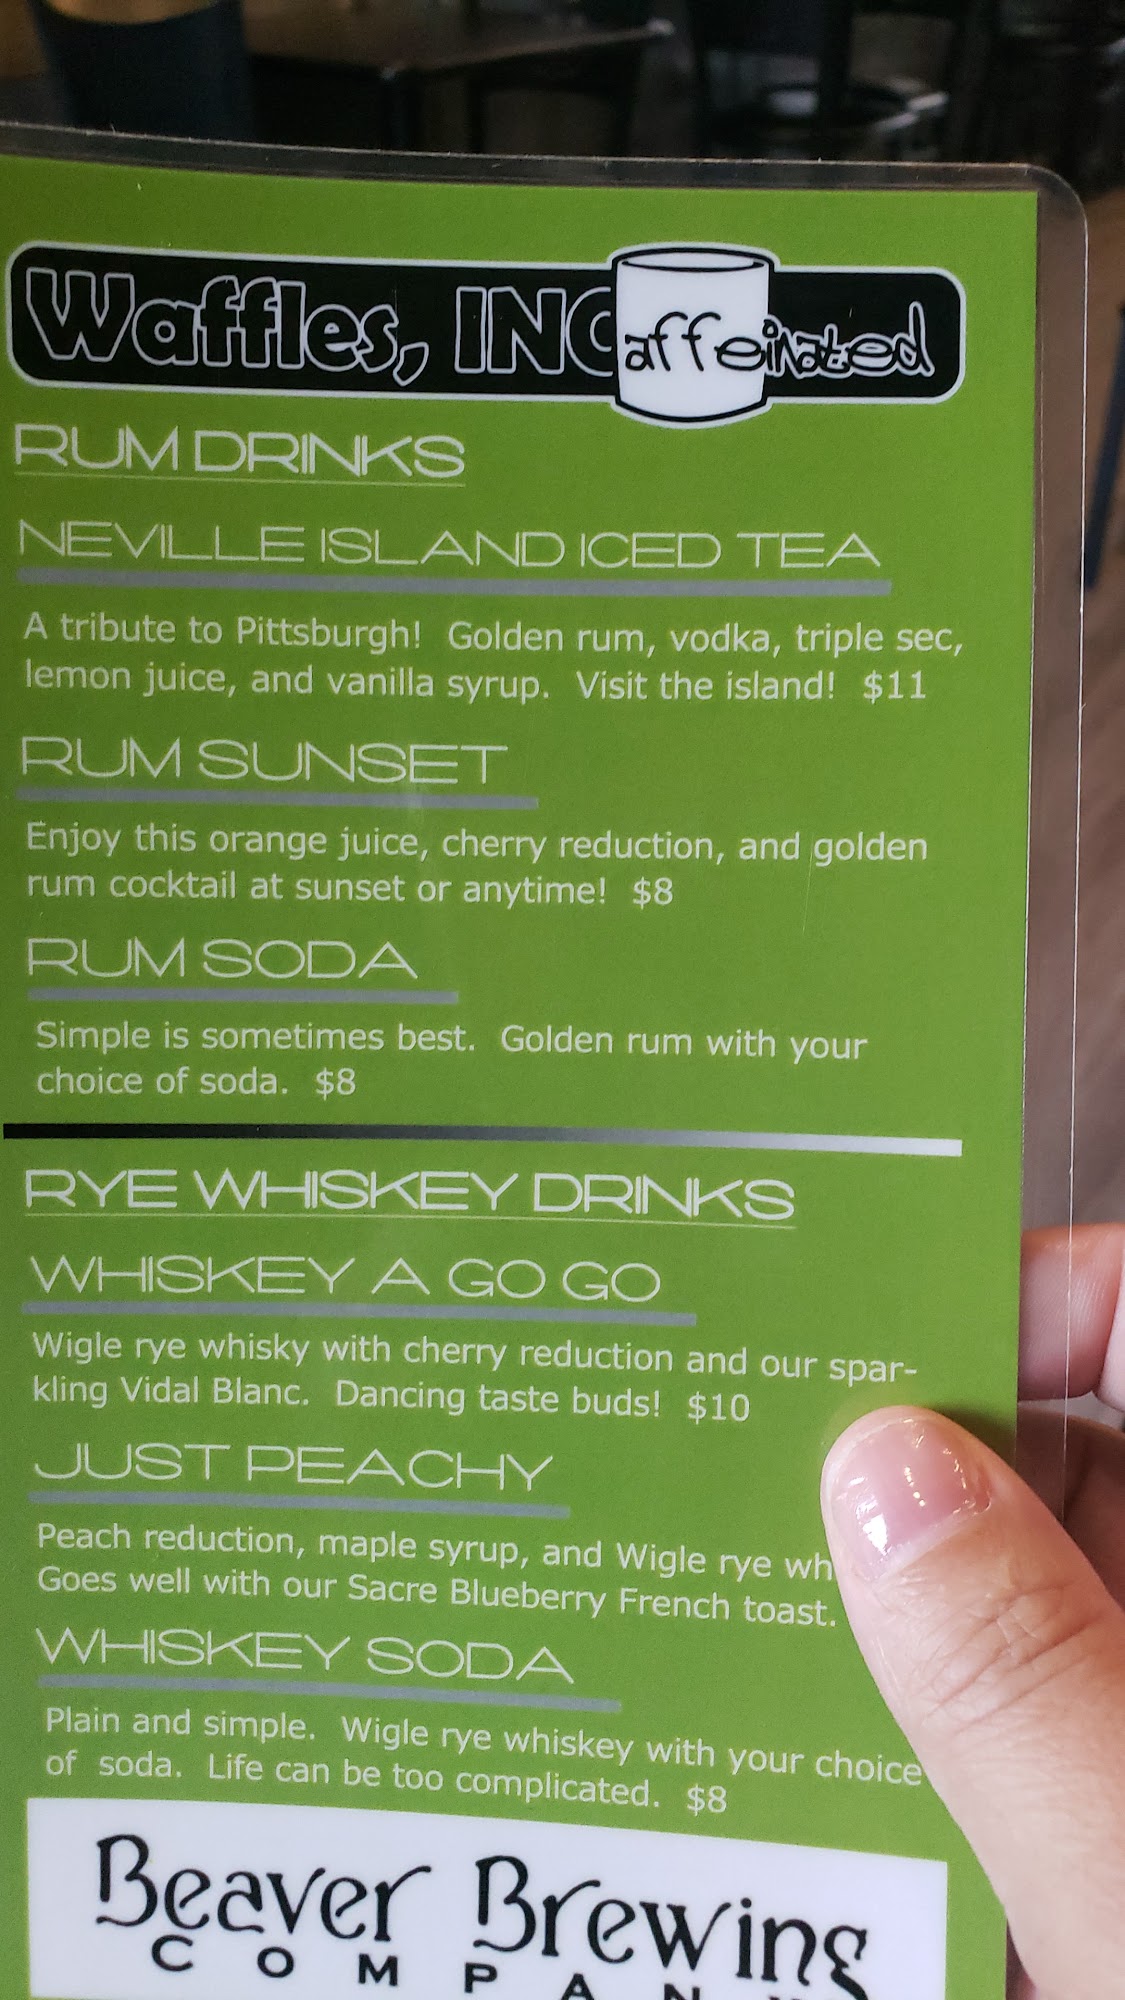 Waffles, INCaffeinated
RUM DRINKS
NEVILLE ISLAND ICED TEA
A tribute to Pittsburgh!  Golden rum, vodka, triple sec,
lemon juice, and vanilla syrup.  Visit the island!  $11
RUM SUNSET
Enjoy this orange juice, cherry reduction, and golden
rum cocktail at sunset or anytime!  $8
RUM SODA
Simple is sometimes best.  Golden rum with your
choice of soda.  $8
RYE WHISKEY DRINKS
WHISKEY A GO GO
Wigle rye whisky with cherry reduction and our spar-
kling Vidal Blanc.  Dancing taste buds!  $10
JUST PEACHY
Peach reduction, maple syrup, and Wigle rye
Goes well with our Sacre Blueberry French toast.
WHISKEY SODA
Plain and simple.  Wigle rye whiskey with your choice
of  soda.  Life can be too complicated.  $8
Beaver Brewing
COMPANY